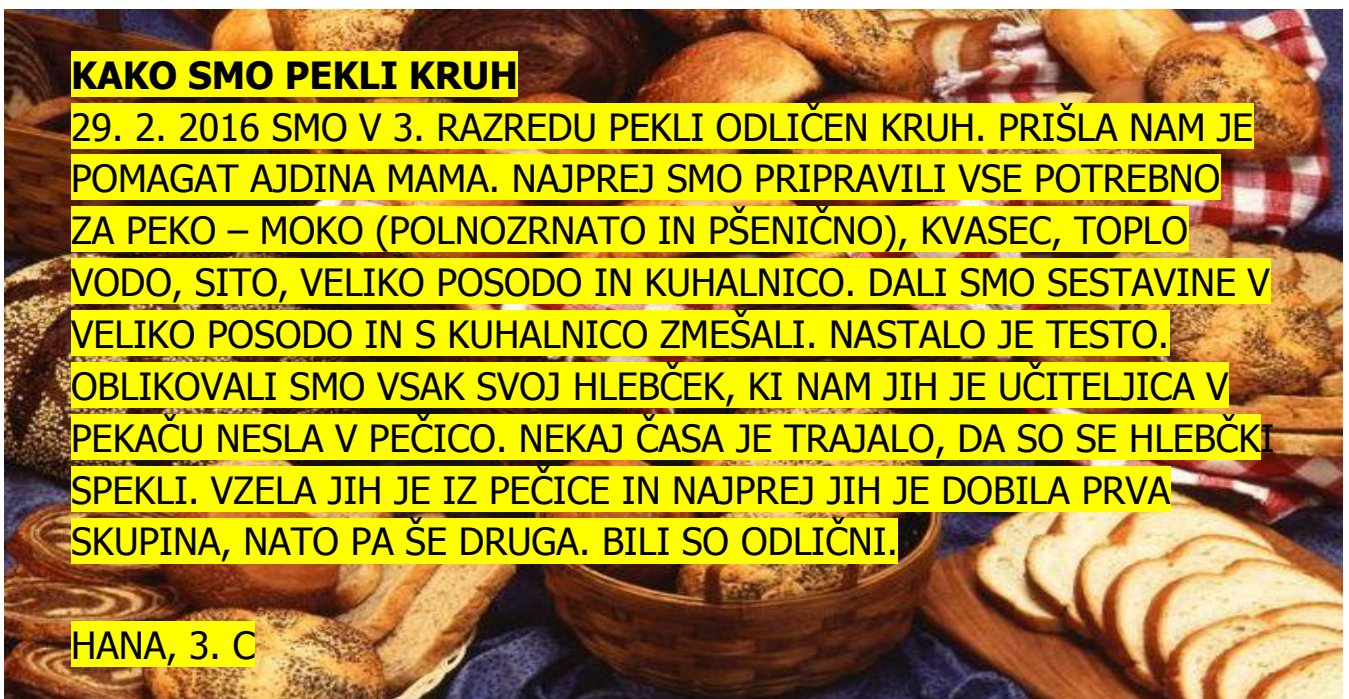 KAKO SMO PEKLI KRUH
29. 2. 2016 SMO V 3. RAZREDU PEKLI ODLIČEN KRUH. PRIŠLA NAM JE
POMAGAT AJDINA MAMA. NAJPREJ SMO PRIPRAVILI VSE POTREBNO
ZA PEKO – MOKO (POLNOZRNATO IN PŠENIČNO), KVASEC, TOPLO
VODO, SITO, VELIKO POSODO IN KUHALNICO. DALI SMO SESTAVINE V
VELIKO POSODO IN S KUHALNICO ZMEŠALI. NASTALO JE TESTO.
OBLIKOVALI SMO VSAK SVOJ HLEBČEK, KI NAM JIH JE UČITELJICA V
PEKAČU NESLA V PEČICO. NEKAJ ČASA JE TRAJALO, DA SO SE HLEBČKI
SPEKLI. VZELA JIH JE IZ PEČICE IN NAJPREJ JIH JE DOBILA PRVA
SKUPINA, NATO PA ŠE DRUGA. BILI SO ODLIČNI.
HANA, 3. C